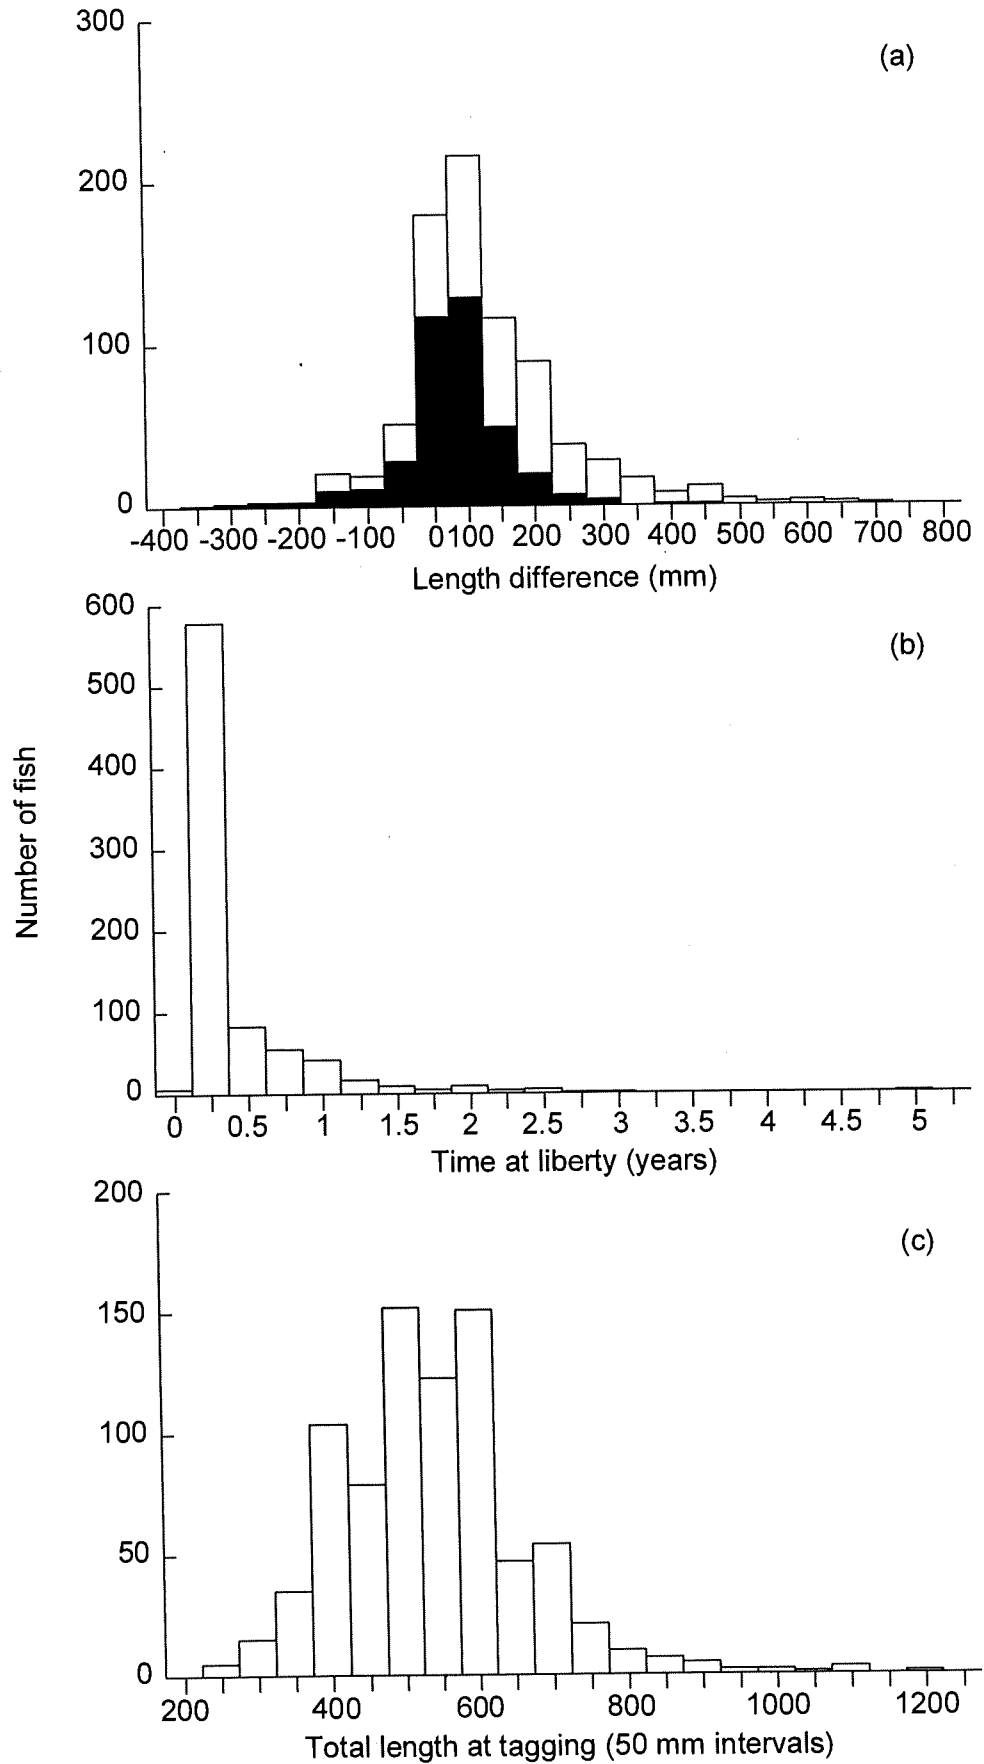 300
(a)
200
100
0
-400 -300 -200 -100 0100 200 300 400 500 600 700 800
Length difference (mm)
600
(b)
500
400
300
200
100
0
0 0.5 1 1.5 2 2.5 3 3.5 4 4.5 5
Time at liberty (years)
Number of fish
200
(c)
150
100
50
0
200 400 600 800 1000 1200
Total length at tagging (50 mm intervals)